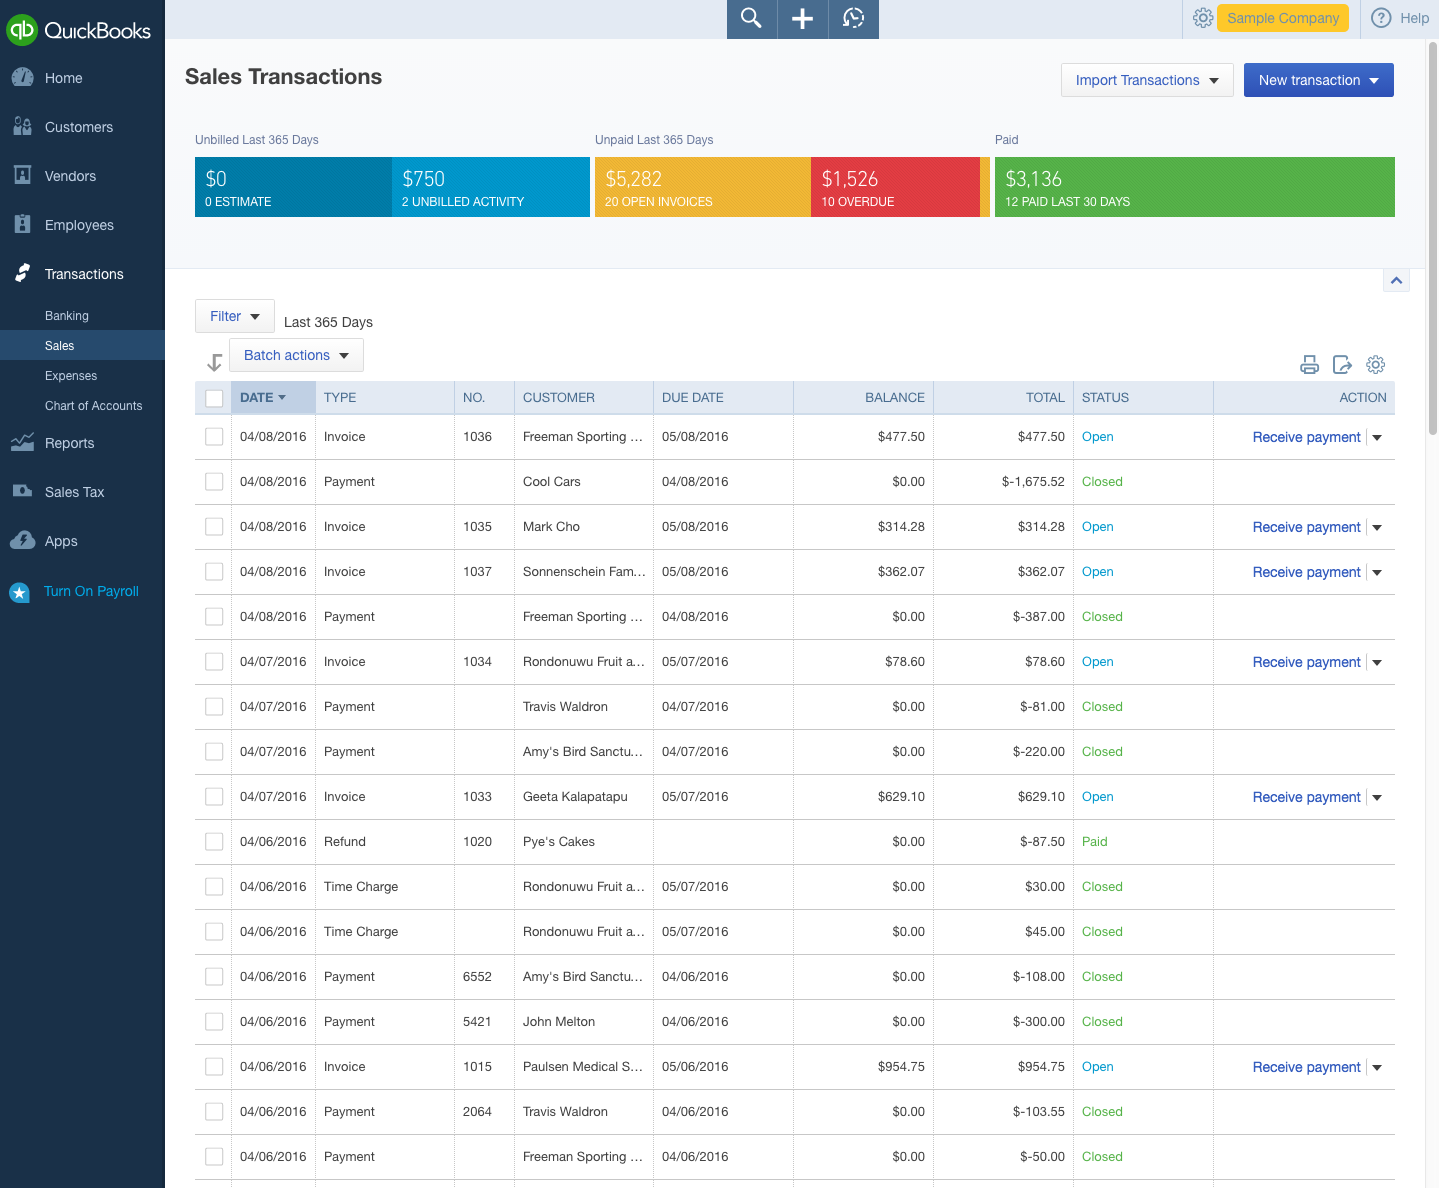 QuickBooks
Sample Company
Help
Home
Customers
Vendors
Employees
Transactions
Banking
Sales
Expenses
Chart of Accounts
Reports
Sales Tax
Apps
Turn On Payroll
Sales Transactions
Import Transactions
New transaction
Unbilled Last 365 Days
Unpaid Last 365 Days
Paid
$0
0 ESTIMATE
$750
2 UNBILLED ACTIVITY
$5,282
20 OPEN INVOICES
$1,526
10 OVERDUE
$3,136
12 PAID LAST 30 DAYS
Filter
Last 365 Days
Batch actions
DATE TYPE NO. CUSTOMER DUE DATE BALANCE TOTAL STATUS ACTION
04/08/2016 Invoice 1036 Freeman Sporting ... 05/08/2016 $477.50 $477.50 Open Receive payment
04/08/2016 Payment Cool Cars 04/08/2016 $0.00 $-1,675.52 Closed
04/08/2016 Invoice 1035 Mark Cho 05/08/2016 $314.28 $314.28 Open Receive payment
04/08/2016 Invoice 1037 Sonnenschein Fam... 05/08/2016 $362.07 $362.07 Open Receive payment
04/08/2016 Payment Freeman Sporting ... 04/08/2016 $0.00 $-387.00 Closed
04/07/2016 Invoice 1034 Rondonuwu Fruit a... 05/07/2016 $78.60 $78.60 Open Receive payment
04/07/2016 Payment Travis Waldron 04/07/2016 $0.00 $-81.00 Closed
04/07/2016 Payment Amy's Bird Sanctu... 04/07/2016 $0.00 $-220.00 Closed
04/07/2016 Invoice 1033 Geeta Kalapatapu 05/07/2016 $629.10 $629.10 Open Receive payment
04/06/2016 Refund 1020 Pye's Cakes $0.00 $-87.50 Paid
04/06/2016 Time Charge Rondonuwu Fruit a... 05/07/2016 $0.00 $30.00 Closed
04/06/2016 Time Charge Rondonuwu Fruit a... 05/07/2016 $0.00 $45.00 Closed
04/06/2016 Payment 6552 Amy's Bird Sanctu... 04/06/2016 $0.00 $-108.00 Closed
04/06/2016 Payment 5421 John Melton 04/06/2016 $0.00 $-300.00 Closed
04/06/2016 Invoice 1015 Paulsen Medical S... 05/06/2016 $954.75 $954.75 Open Receive payment
04/06/2016 Payment 2064 Travis Waldron 04/06/2016 $0.00 $-103.55 Closed
04/06/2016 Payment Freeman Sporting ... 04/06/2016 $0.00 $-50.00 Closed